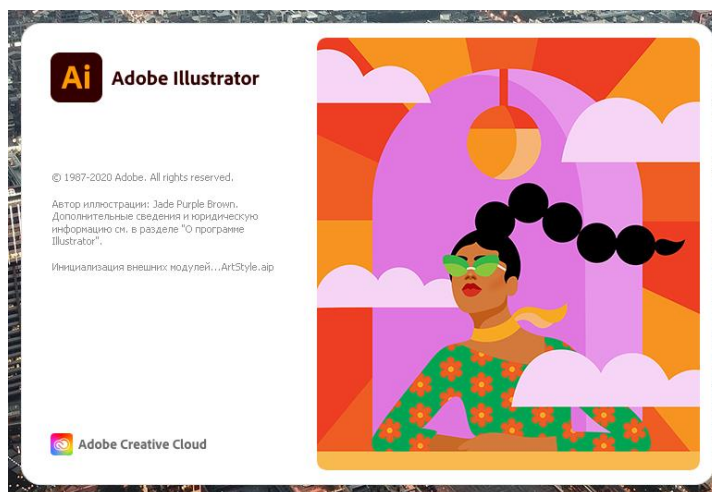 Ai Adobe Illustrator
© 1987-2020 Adobe. All rights reserved.
Автор иллюстрации: Jade Purple Brown.
Дополнительные сведения и юридическую
информацию см. в разделе "О программе
Illustrator".
Инициализация внешних модулей...ArtStyle.aip
Adobe Creative Cloud